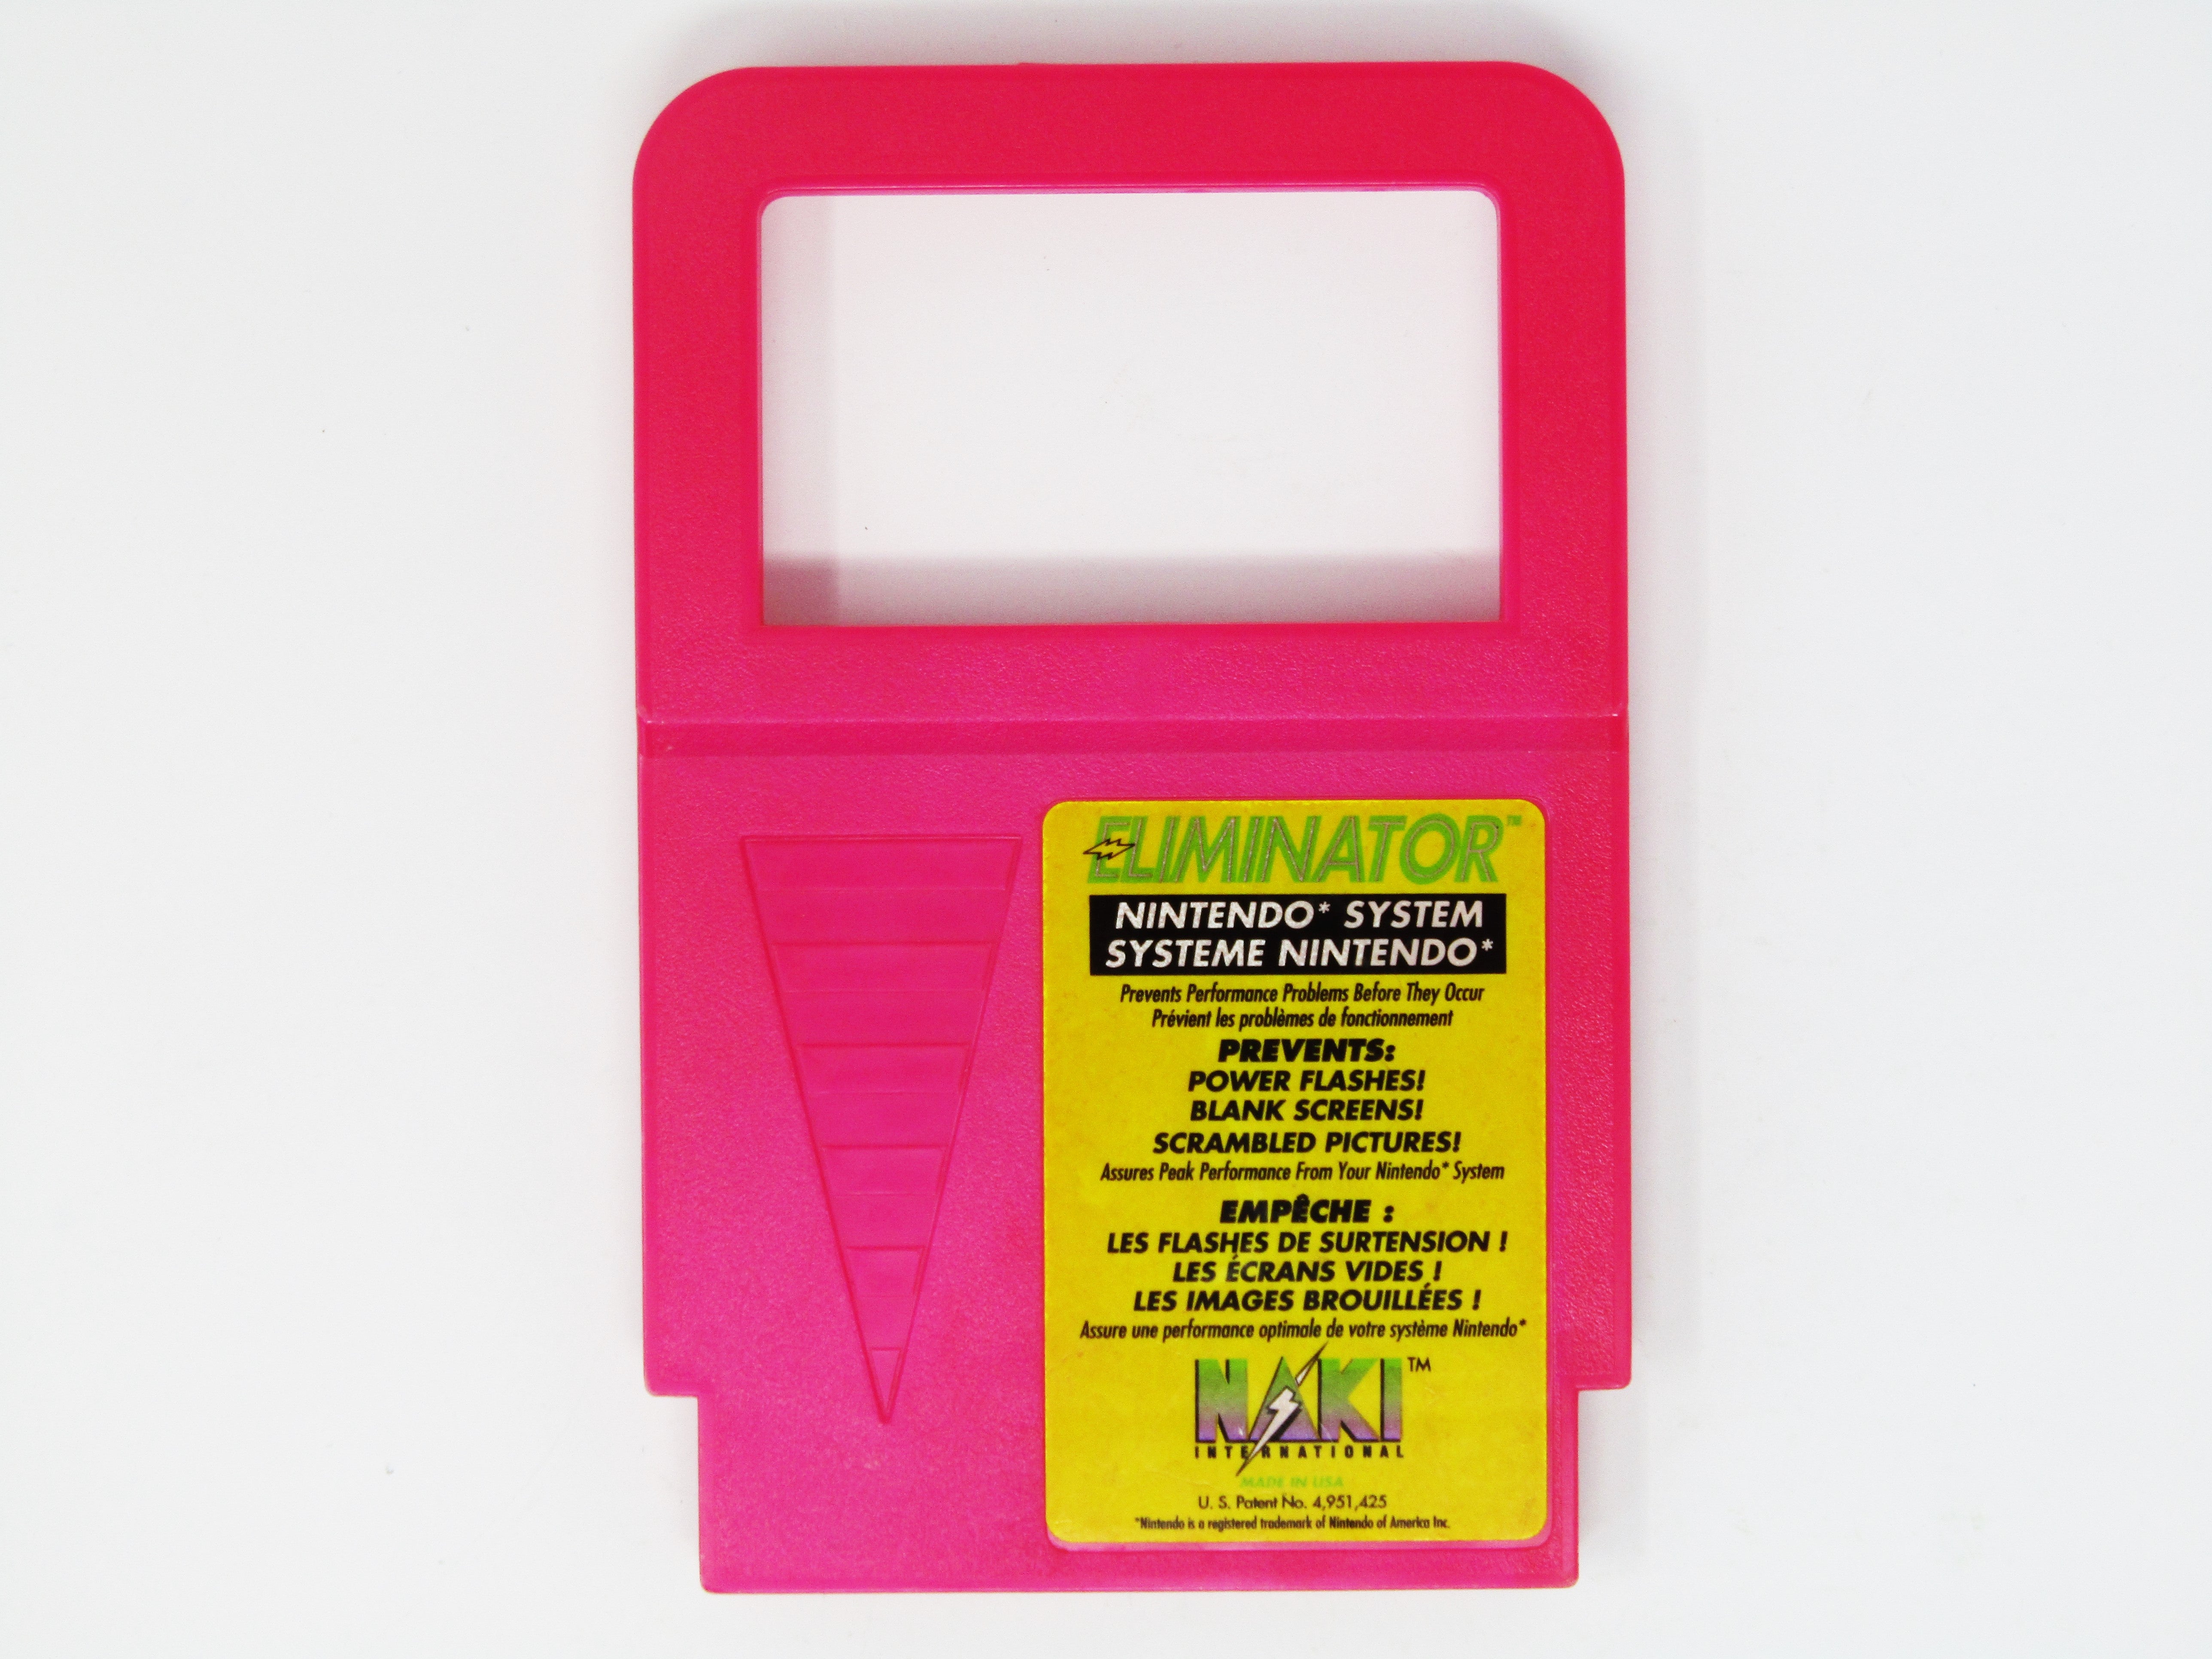 ELIMINATOR™
NINTENDO* SYSTEM
SYSTEME NINTENDO*
Prevents Performance Problems Before They Occur
Prévient les problèmes de fonctionnement
PREVENTS:
POWER FLASHES!
BLANK SCREENS!
SCRAMBLED PICTURES!
Assures Peak Performance From Your Nintendo* System
EMPÊCHE :
LES FLASHES DE SURTENSION !
LES ÉCRANS VIDES !
LES IMAGES BROUILLÉES !
Assure une performance optimale de votre système Nintendo*
NAKI™
INTERNATIONAL
MADE IN USA
U. S. Patent No. 4,951,425
*Nintendo is a registered trademark of Nintendo of America Inc.